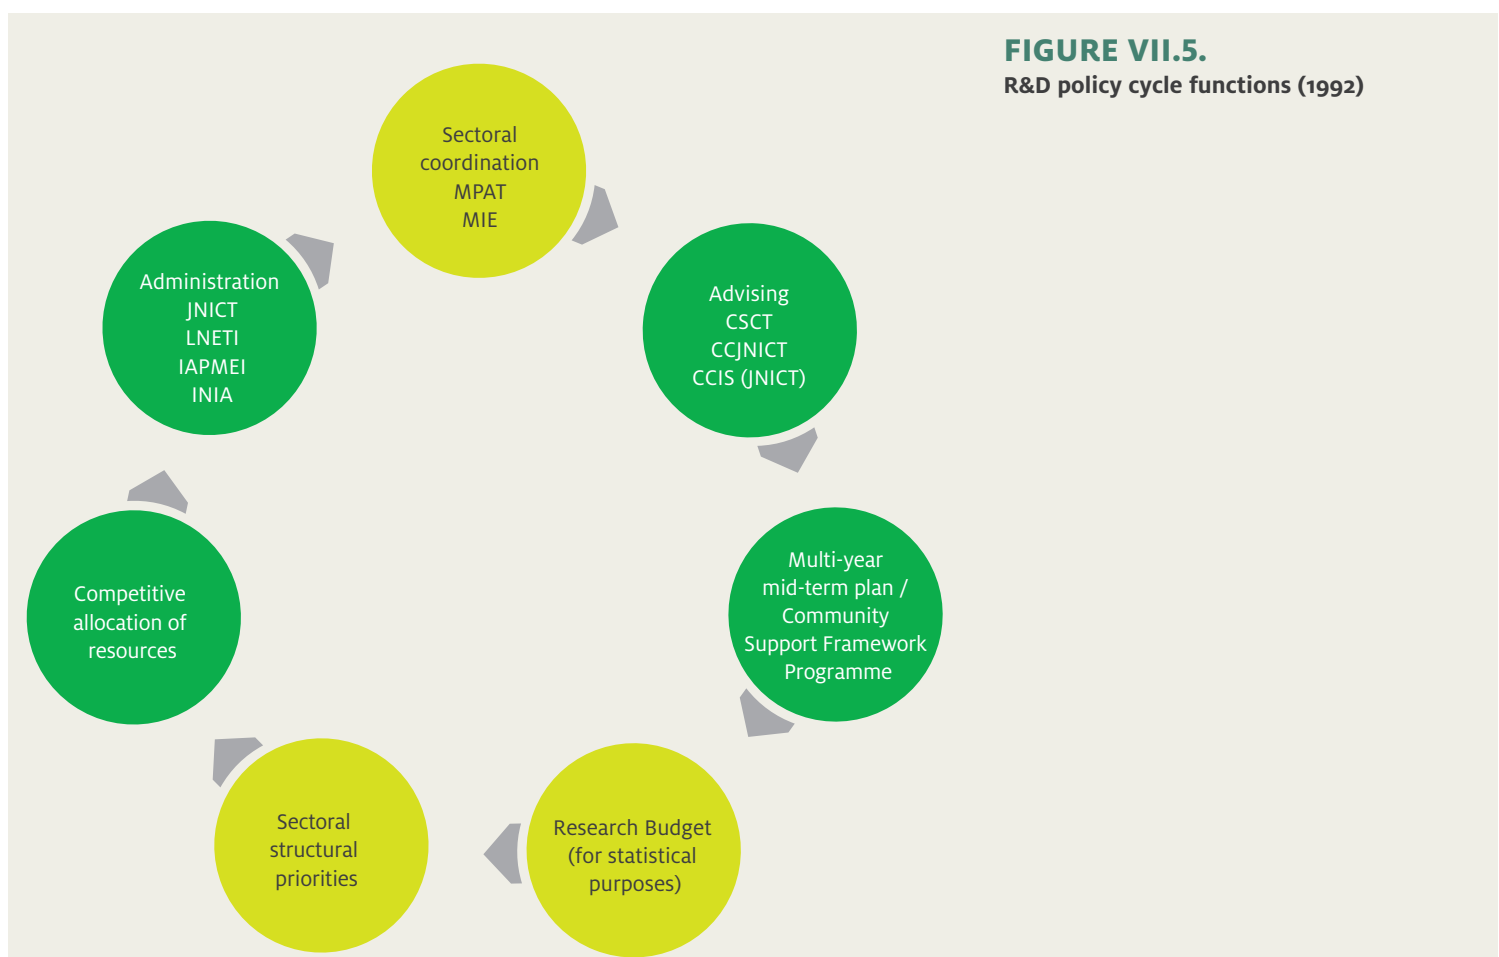 FIGURE VII.5.
R&D policy cycle functions (1992)
Sectoral
coordination
MPAT
MIE
Advising
CSCT
CCJNICT
CCIS (JNICT)
Multi-year
mid-term plan /
Community
Support Framework
Programme
Research Budget
(for statistical
purposes)
Sectoral
structural
priorities
Competitive
allocation of
resources
Administration
JNICT
LNETI
IAPMEI
INIA